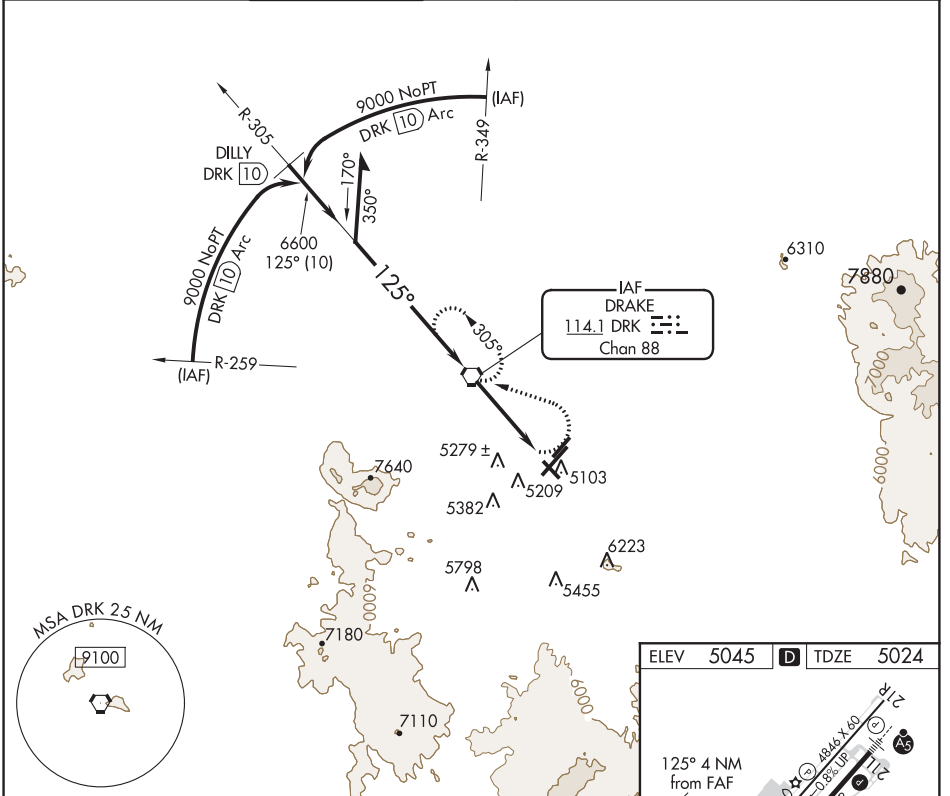 9000 NoPT
(IAF)
DRK 10 Arc
R-305
R-349
DILLY
DRK 10
170°
350°
6600
125° (10)
9000 NoPT
DRK 10 Arc
125°
6310
7880
IAF
DRAKE
114.1 DRK
Chan 88
305°
R-259
(IAF)
7000
5279 ±
7640
5103
5209
5382
6000
6223
5798
5455
6000
MSA DRK 25 NM
9100
7180
6000
7110
ELEV 5045 D TDZE 5024
21R
4846 X 60
P
A5
0.8% UP
P
21L
P
125° 4 NM
from FAF